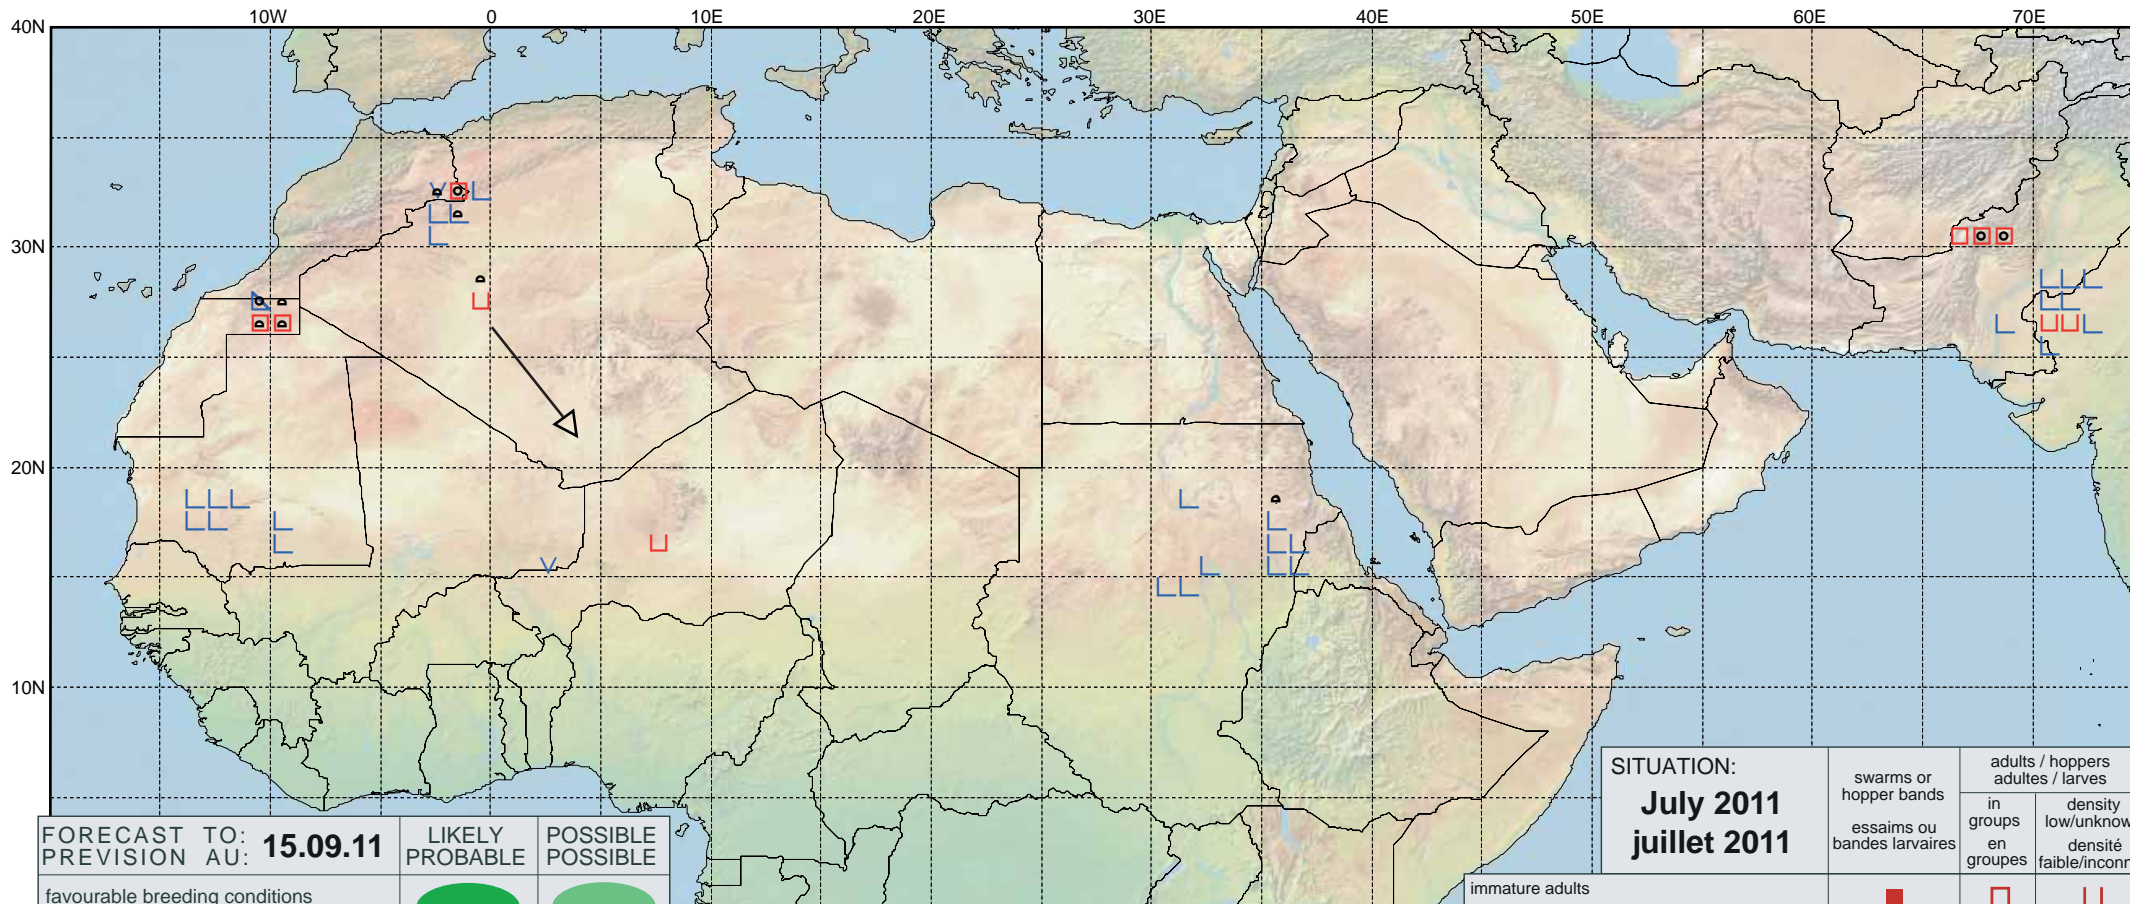 10W 0 10E 20E 30E 40E 50E 60E 70E
40N
30N
20N
10N
FORECAST TO:
PREVISION AU:
15.09.11
LIKELY
PROBABLE
POSSIBLE
POSSIBLE
favourable breeding conditions
SITUATION:
July 2011
juillet 2011
swarms or
hopper bands
essaims ou
bandes larvaires
adults / hoppers
adultes / larves
in
groups
en
groupes
density
low/unknow
densité
faible/inconn
immature adults